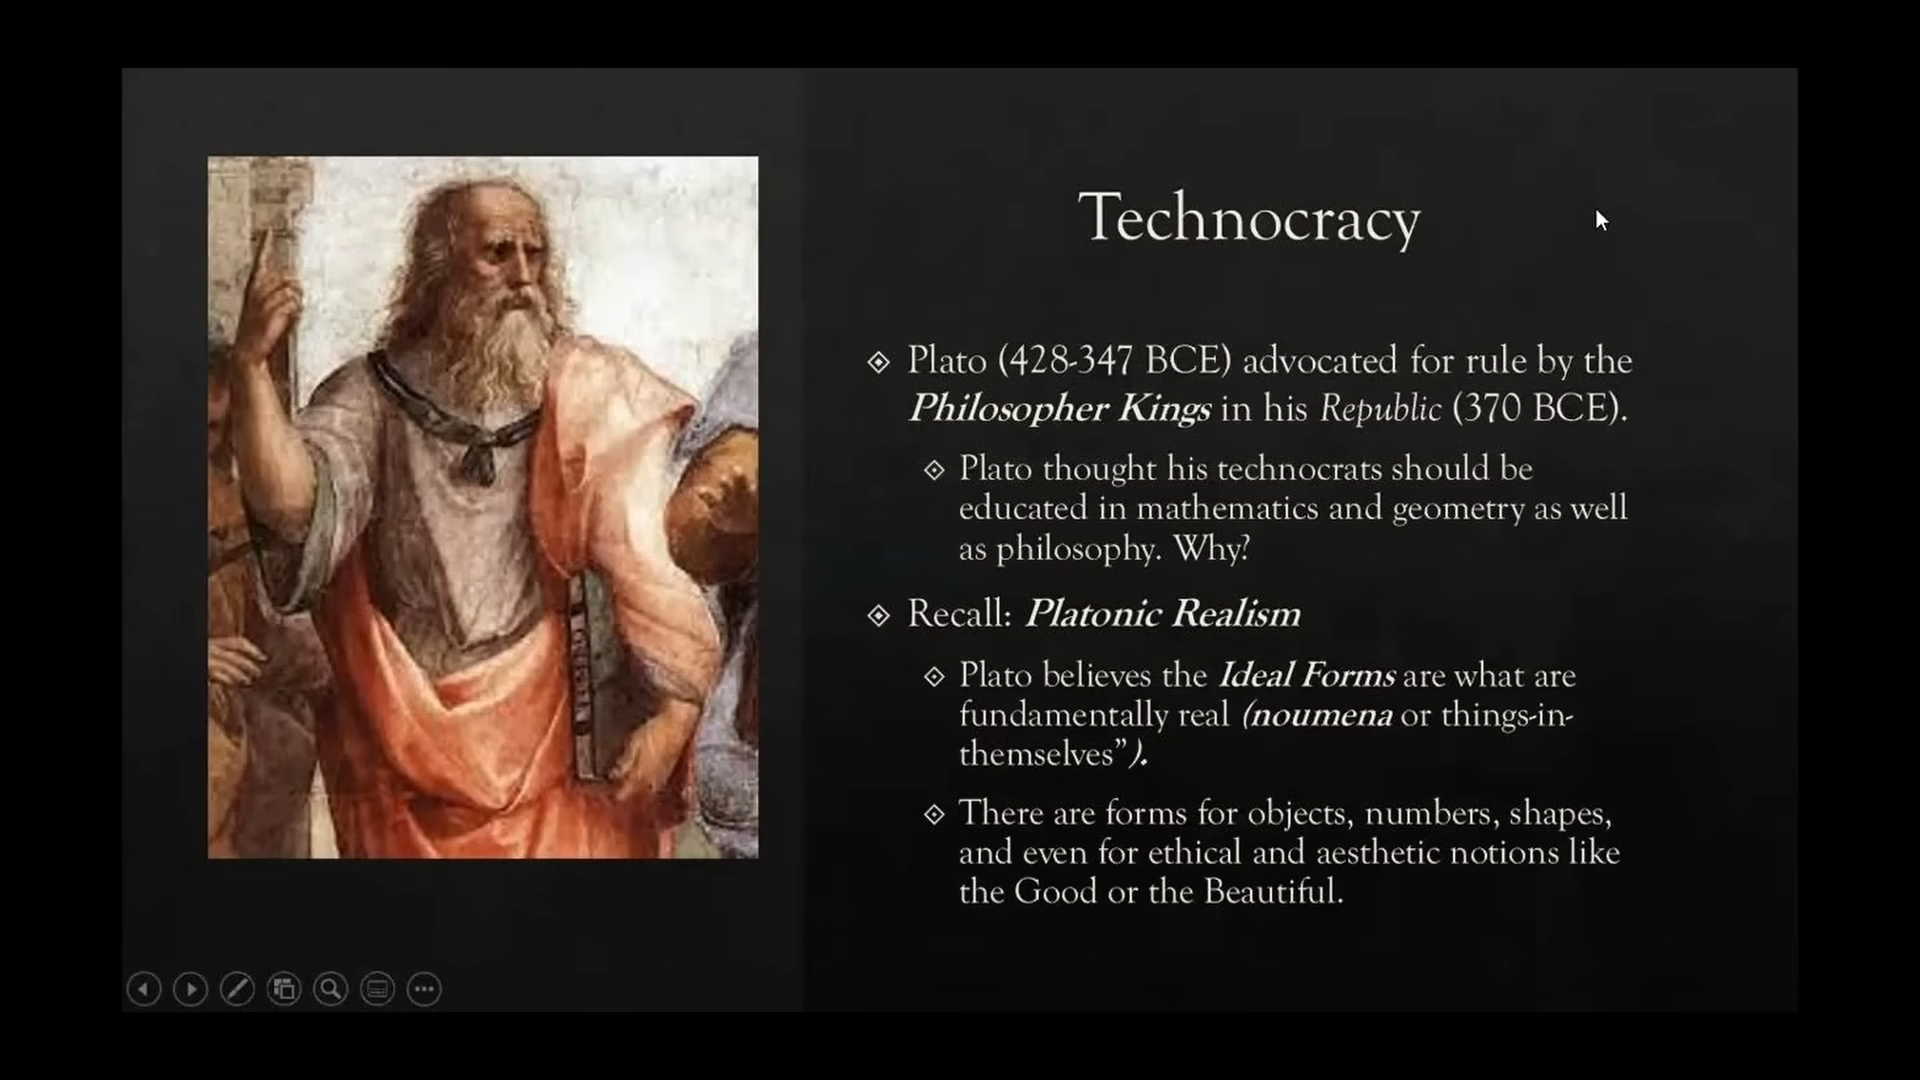 Technocracy
Plato (428-347 BCE) advocated for rule by the
Philosopher Kings in his Republic (370 BCE).
Plato thought his technocrats should be
educated in mathematics and geometry as well
as philosophy. Why?
Recall: Platonic Realism
Plato believes the Ideal Forms are what are
fundamentally real (noumena or things-in-
themselves”).
There are forms for objects, numbers, shapes,
and even for ethical and aesthetic notions like
the Good or the Beautiful.